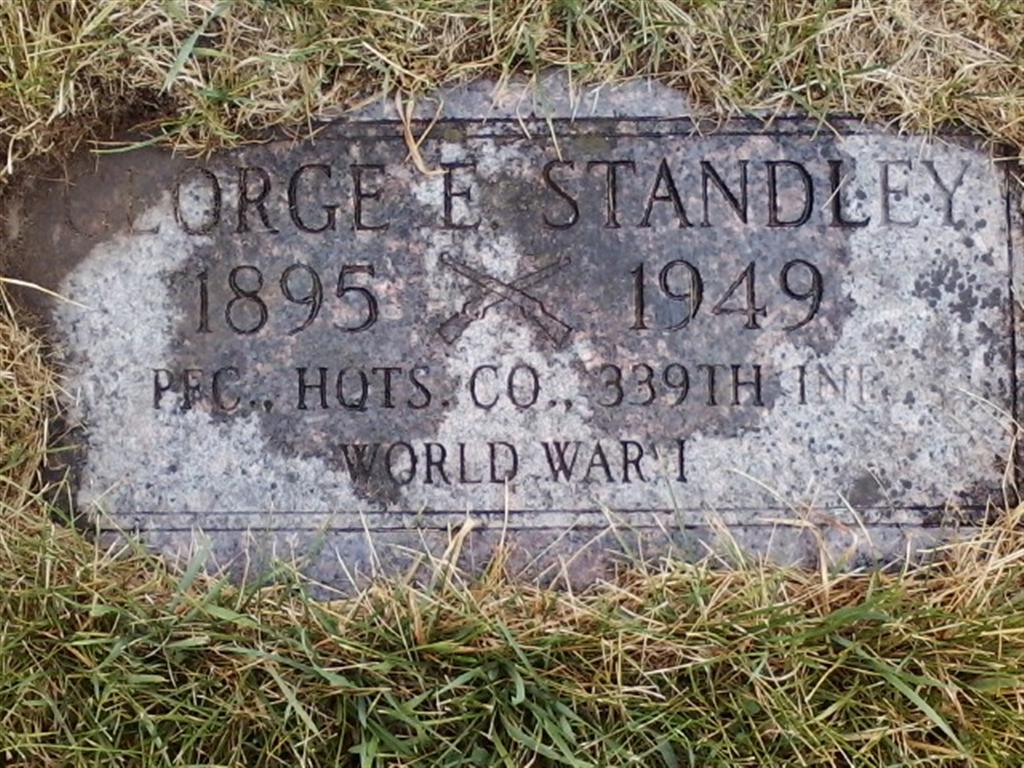 GEORGE E. STANDLEY
1895 1949
PFC., HQTS. CO., 339TH INF.
WORLD WAR I